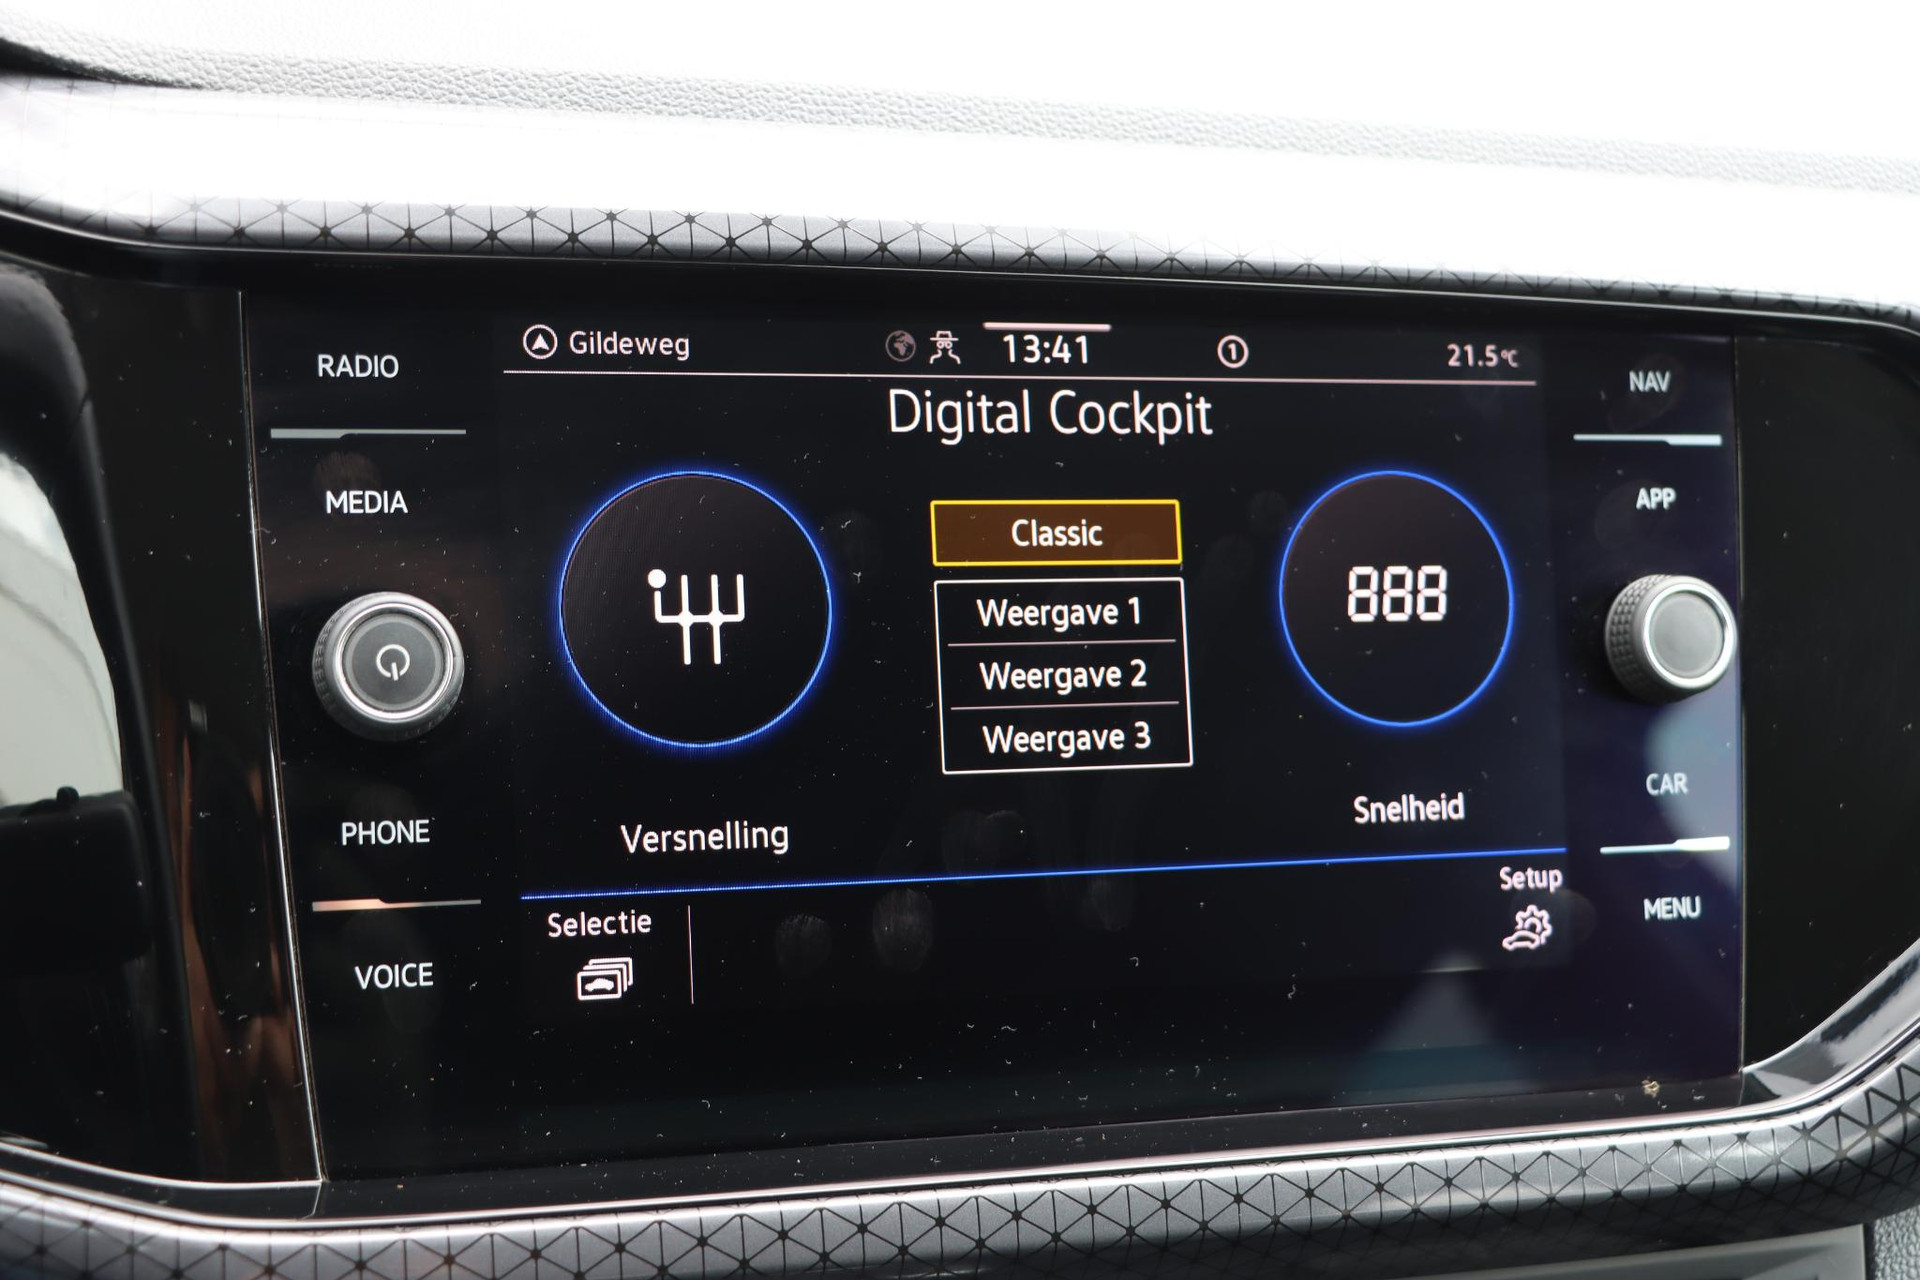 RADIO
MEDIA
PHONE
VOICE
Gildeweg
13:41
1
21.5°C
Digital Cockpit
Classic
Weergave 1
Weergave 2
Weergave 3
888
Versnelling
Snelheid
Selectie
Setup
NAV
APP
CAR
MENU